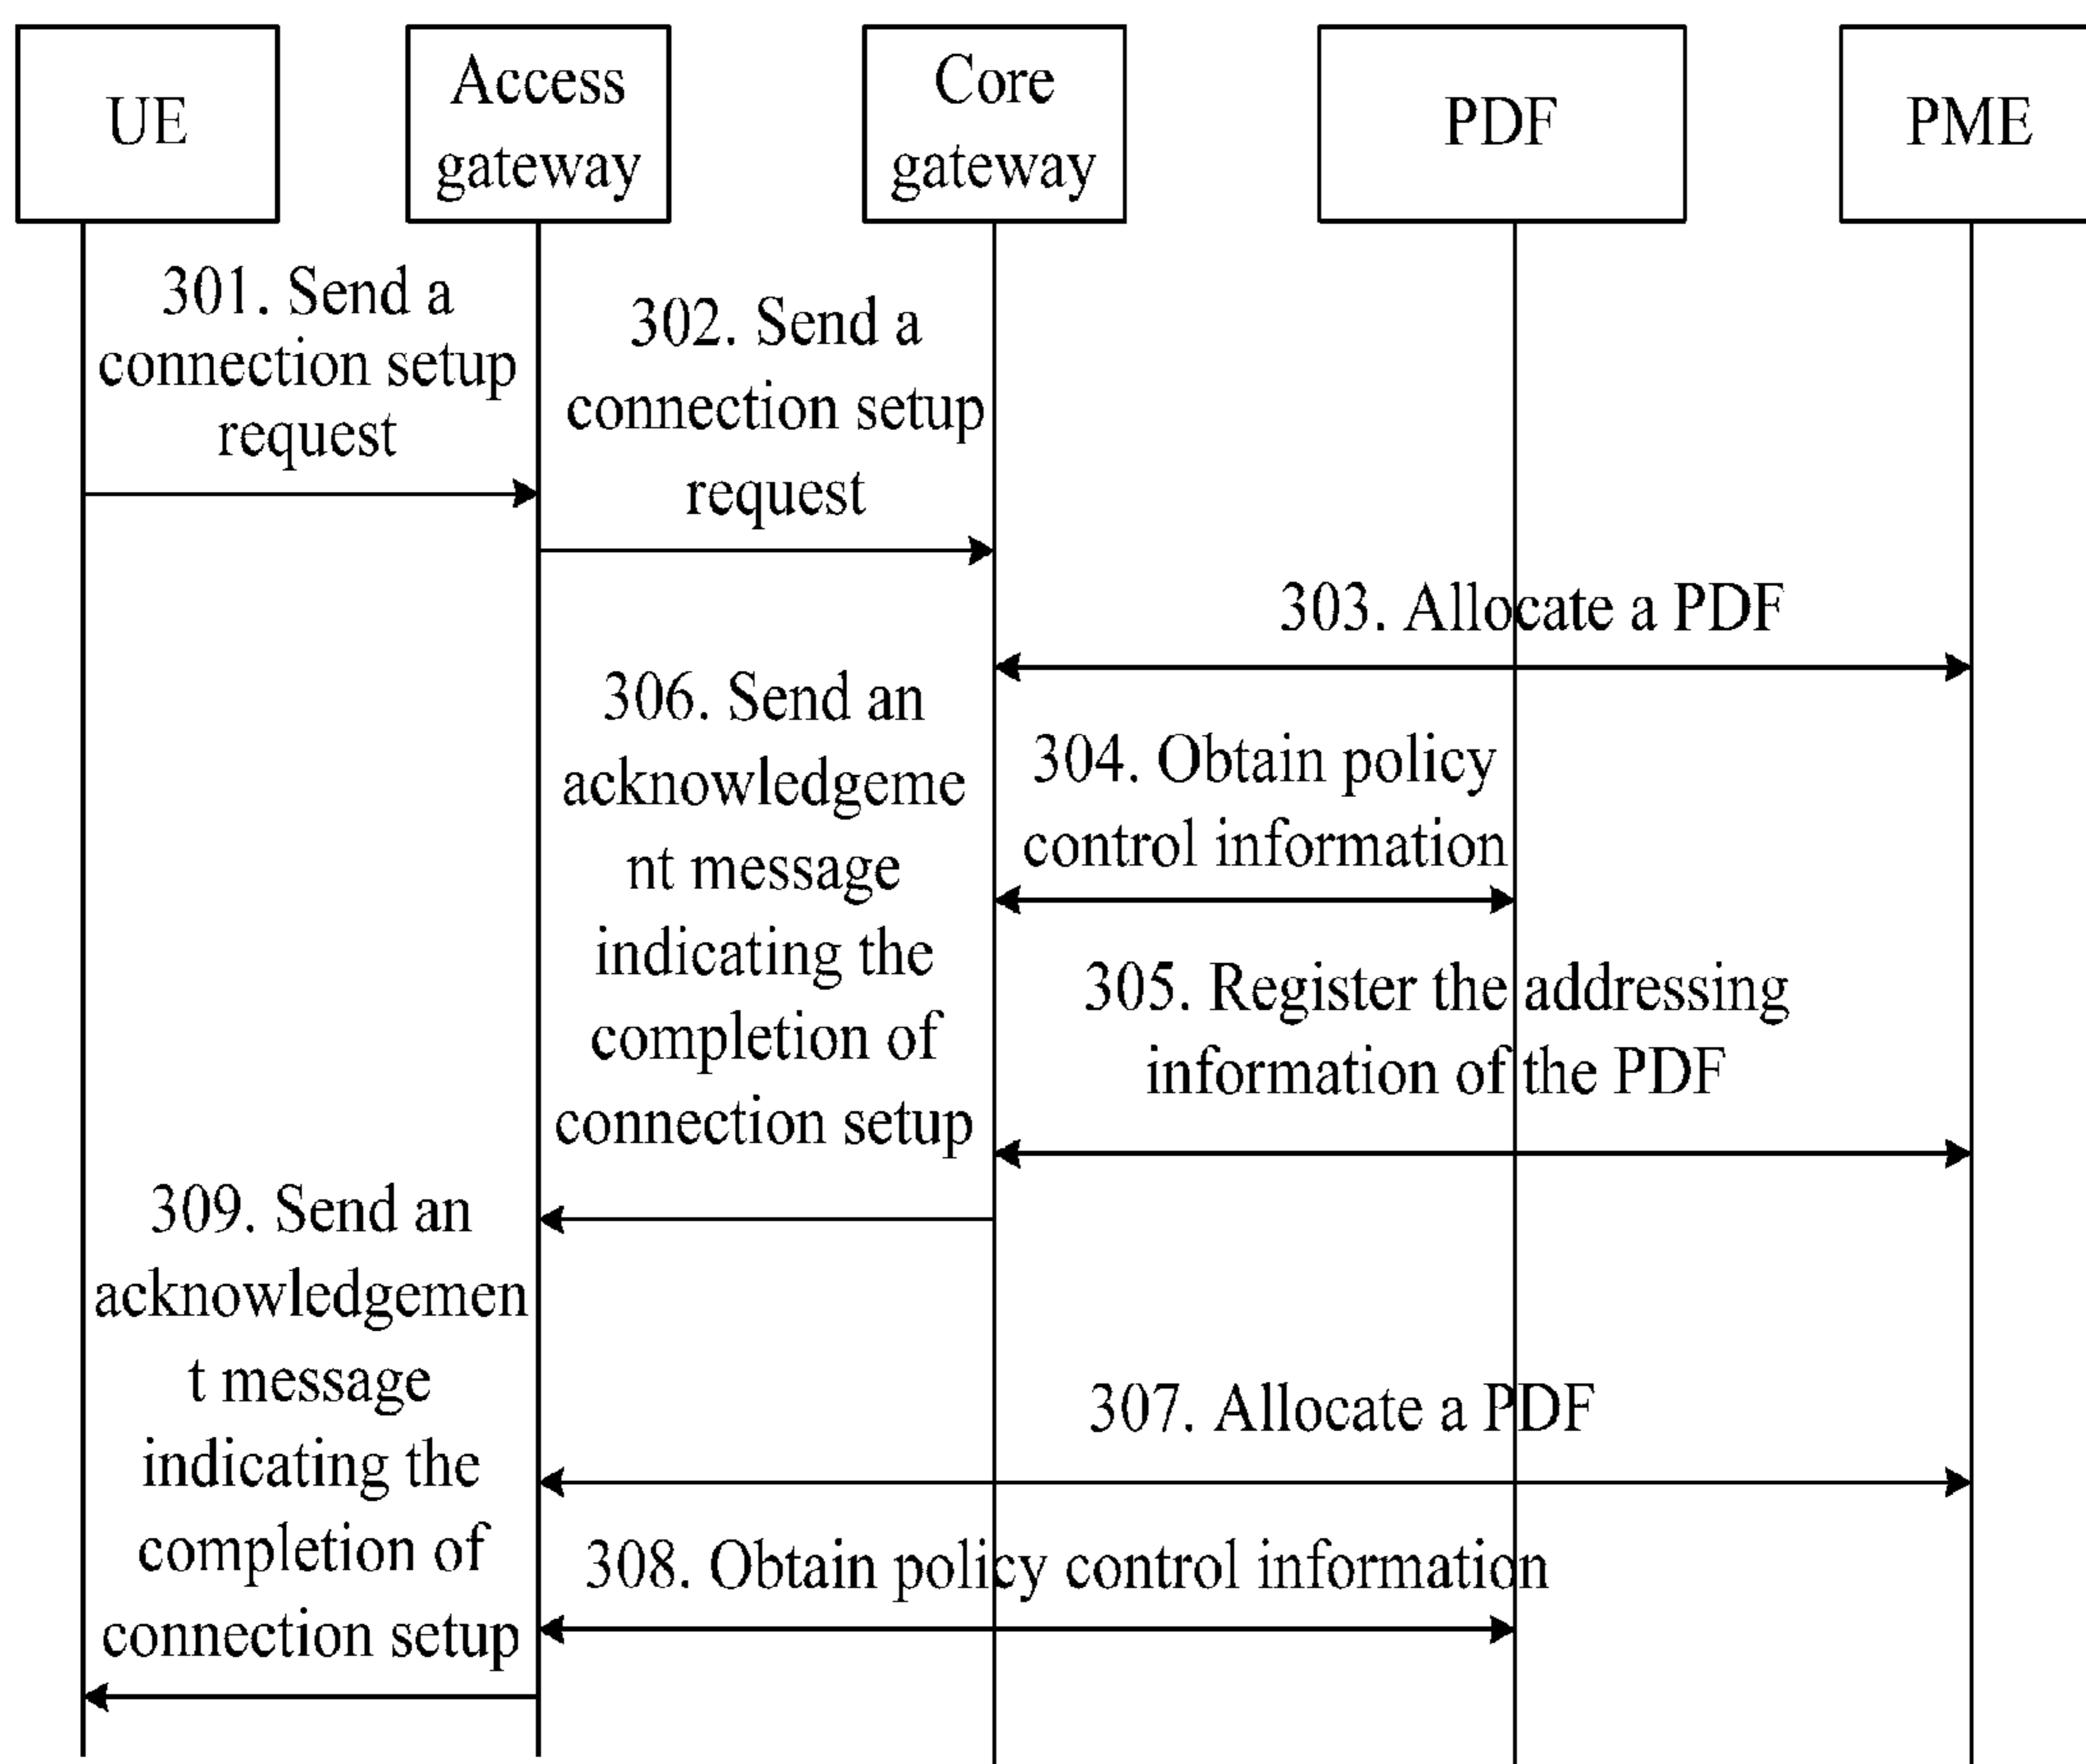 UE
Access
gateway
Core
gateway
PDF
PME
301. Send a
connection setup
request
302. Send a
connection setup
request
303. Allocate a PDF
306. Send an
acknowledgeme
nt message
indicating the
completion of
connection setup
304. Obtain policy
control information
305. Register the addressing
information of the PDF
309. Send an
acknowledgemen
t message
indicating the
completion of
connection setup
307. Allocate a PDF
308. Obtain policy control information